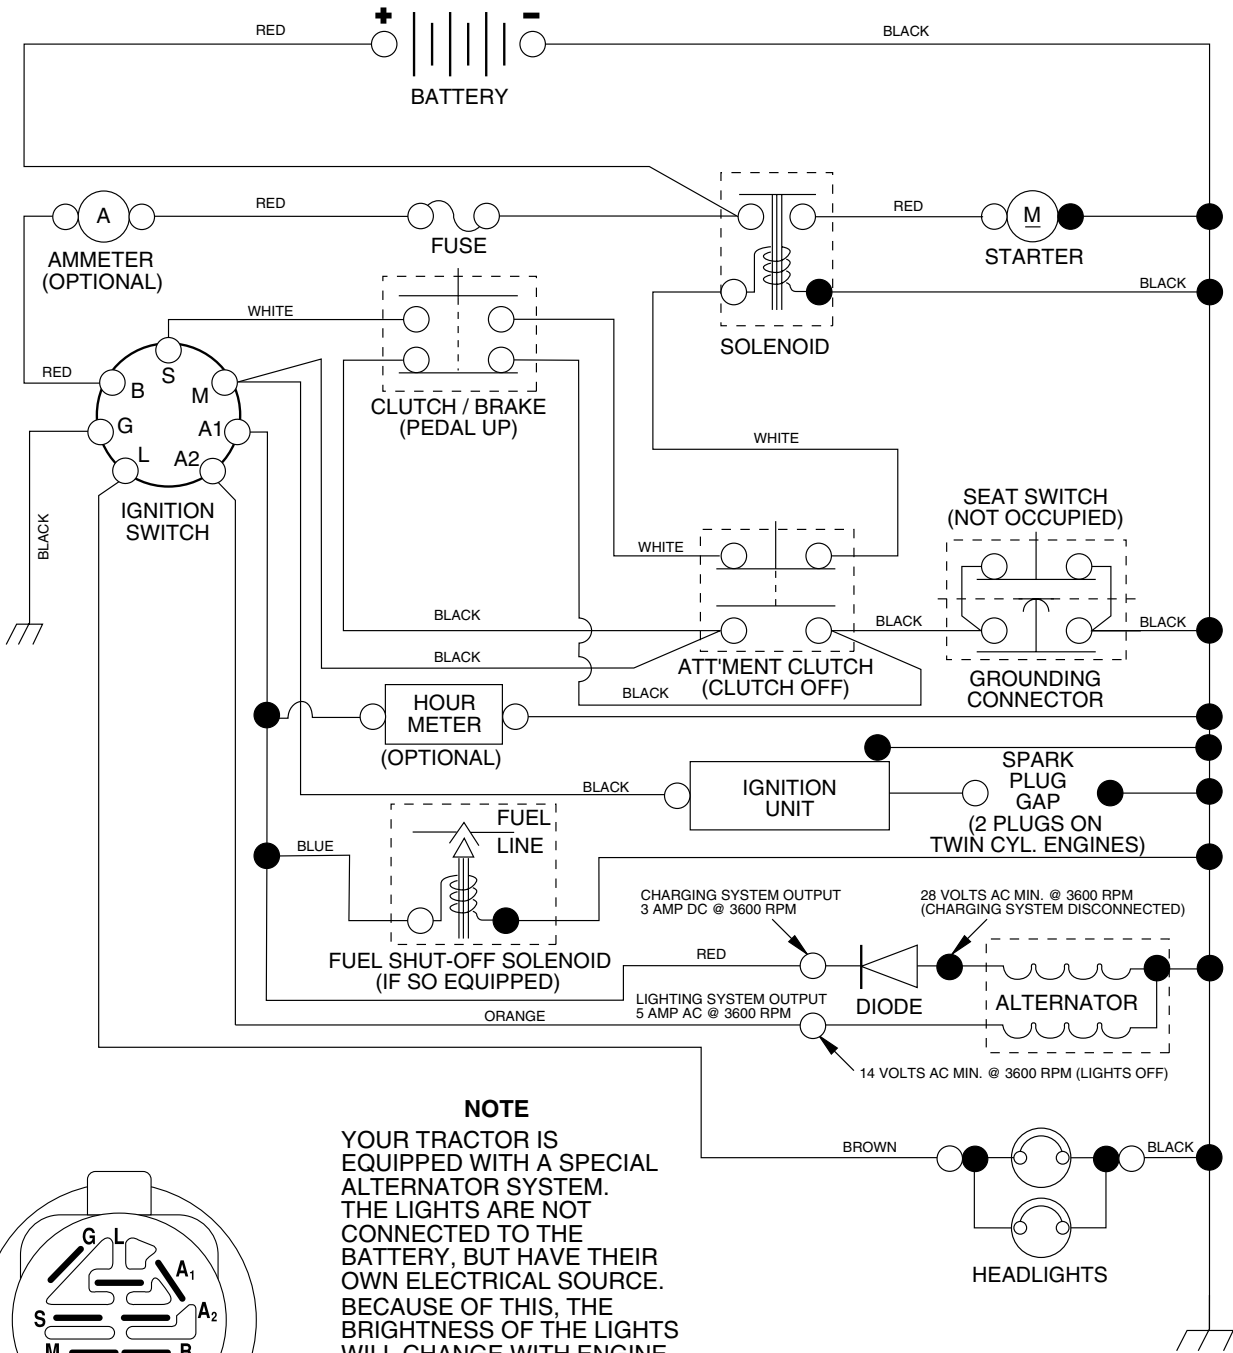 + -
RED
BLACK
BATTERY
A
RED
FUSE
RED
M
STARTER
AMMETER
(OPTIONAL)
BLACK
WHITE
SOLENOID
RED
S
B
M
G
A1
L
A2
CLUTCH / BRAKE
(PEDAL UP)
WHITE
IGNITION
SWITCH
BLACK
SEAT SWITCH
(NOT OCCUPIED)
WHITE
BLACK
BLACK
BLACK
BLACK
ATT'MENT CLUTCH
(CLUTCH OFF)
GROUNDING
CONNECTOR
BLACK
HOUR
METER
(OPTIONAL)
BLACK
IGNITION
UNIT
SPARK
PLUG
GAP
(2 PLUGS ON
TWIN CYL. ENGINES)
FUEL
LINE
BLUE
CHARGING SYSTEM OUTPUT
3 AMP DC @ 3600 RPM
28 VOLTS AC MIN. @ 3600 RPM
(CHARGING SYSTEM DISCONNECTED)
FUEL SHUT-OFF SOLENOID
(IF SO EQUIPPED)
RED
DIODE
ALTERNATOR
LIGHTING SYSTEM OUTPUT
5 AMP AC @ 3600 RPM
ORANGE
14 VOLTS AC MIN. @ 3600 RPM (LIGHTS OFF)
BROWN
BLACK
HEADLIGHTS
NOTE
YOUR TRACTOR IS
EQUIPPED WITH A SPECIAL
ALTERNATOR SYSTEM.
THE LIGHTS ARE NOT
CONNECTED TO THE
BATTERY, BUT HAVE THEIR
OWN ELECTRICAL SOURCE.
BECAUSE OF THIS, THE
BRIGHTNESS OF THE LIGHTS
WILL CHANGE WITH ENGINE
G L
A1
A2
S
M
B